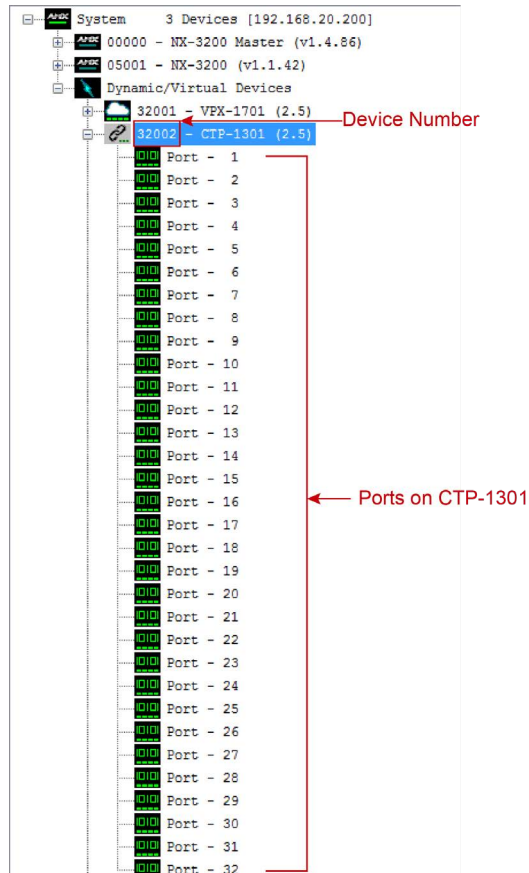 AMX System 3 Devices [192.168.20.200]
AMX 00000 - NX-3200 Master (v1.4.86)
AMX 05001 - NX-3200 (v1.1.42)
Dynamic/Virtual Devices
32001 - VPX-1701 (2.5)
Device Number
32002 - CTP-1301 (2.5)
Port - 1
Port - 2
Port - 3
Port - 4
Port - 5
Port - 6
Port - 7
Port - 8
Port - 9
Port - 10
Port - 11
Port - 12
Port - 13
Port - 14
Port - 15
Port - 16
Ports on CTP-1301
Port - 17
Port - 18
Port - 19
Port - 20
Port - 21
Port - 22
Port - 23
Port - 24
Port - 25
Port - 26
Port - 27
Port - 28
Port - 29
Port - 30
Port - 31
Port - 32